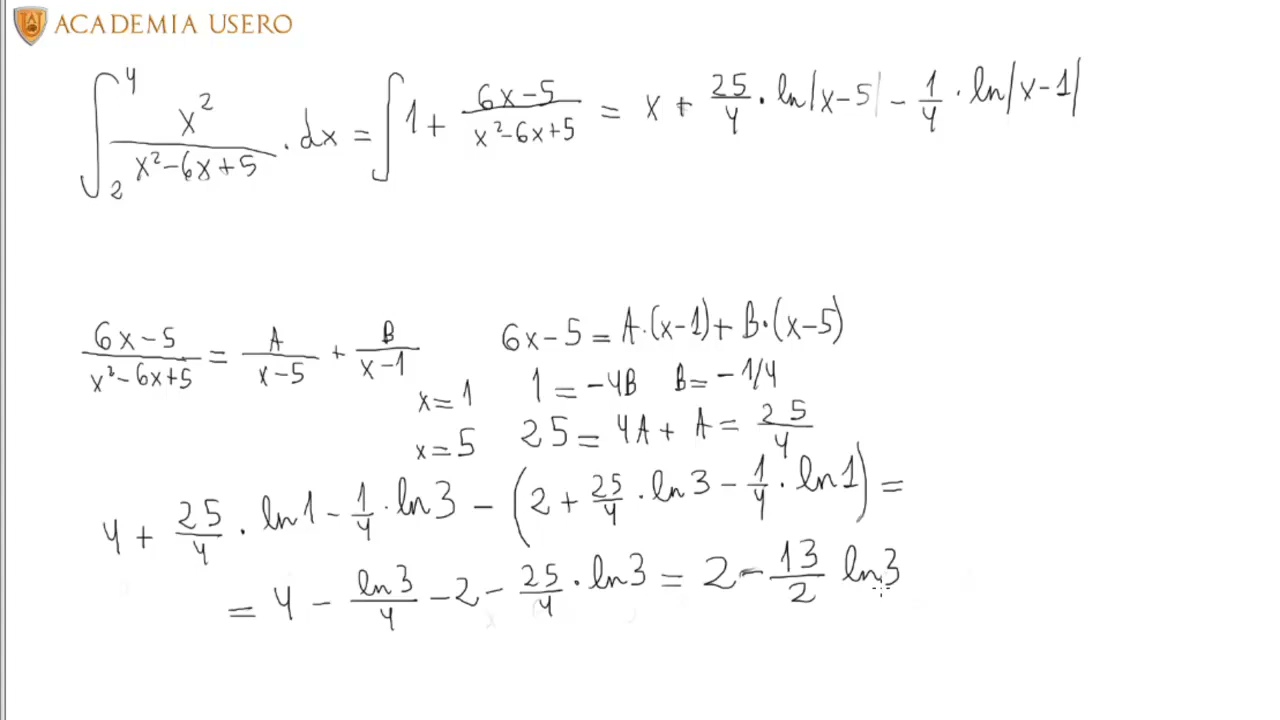 ACADEMIA USERO
∫₂⁴ x²/(x²-6x+5) · dx = ∫ 1 + (6x-5)/(x²-6x+5) = x + 25/4 · ln|x-5| - 1/4 · ln|x-1|
(6x-5)/(x²-6x+5) = A/(x-5) + B/(x-1)
6x-5 = A·(x-1) + B·(x-5)
x=1 1 = -4B B = -1/4
x=5 25 = 4A + A = 25/4
4 + 25/4 · ln1 - 1/4 · ln3 - (2 + 25/4 · ln3 - 1/4 · ln1) =
= 4 - ln3/4 - 2 - 25/4 · ln3 = 2 - 13/2 ln3